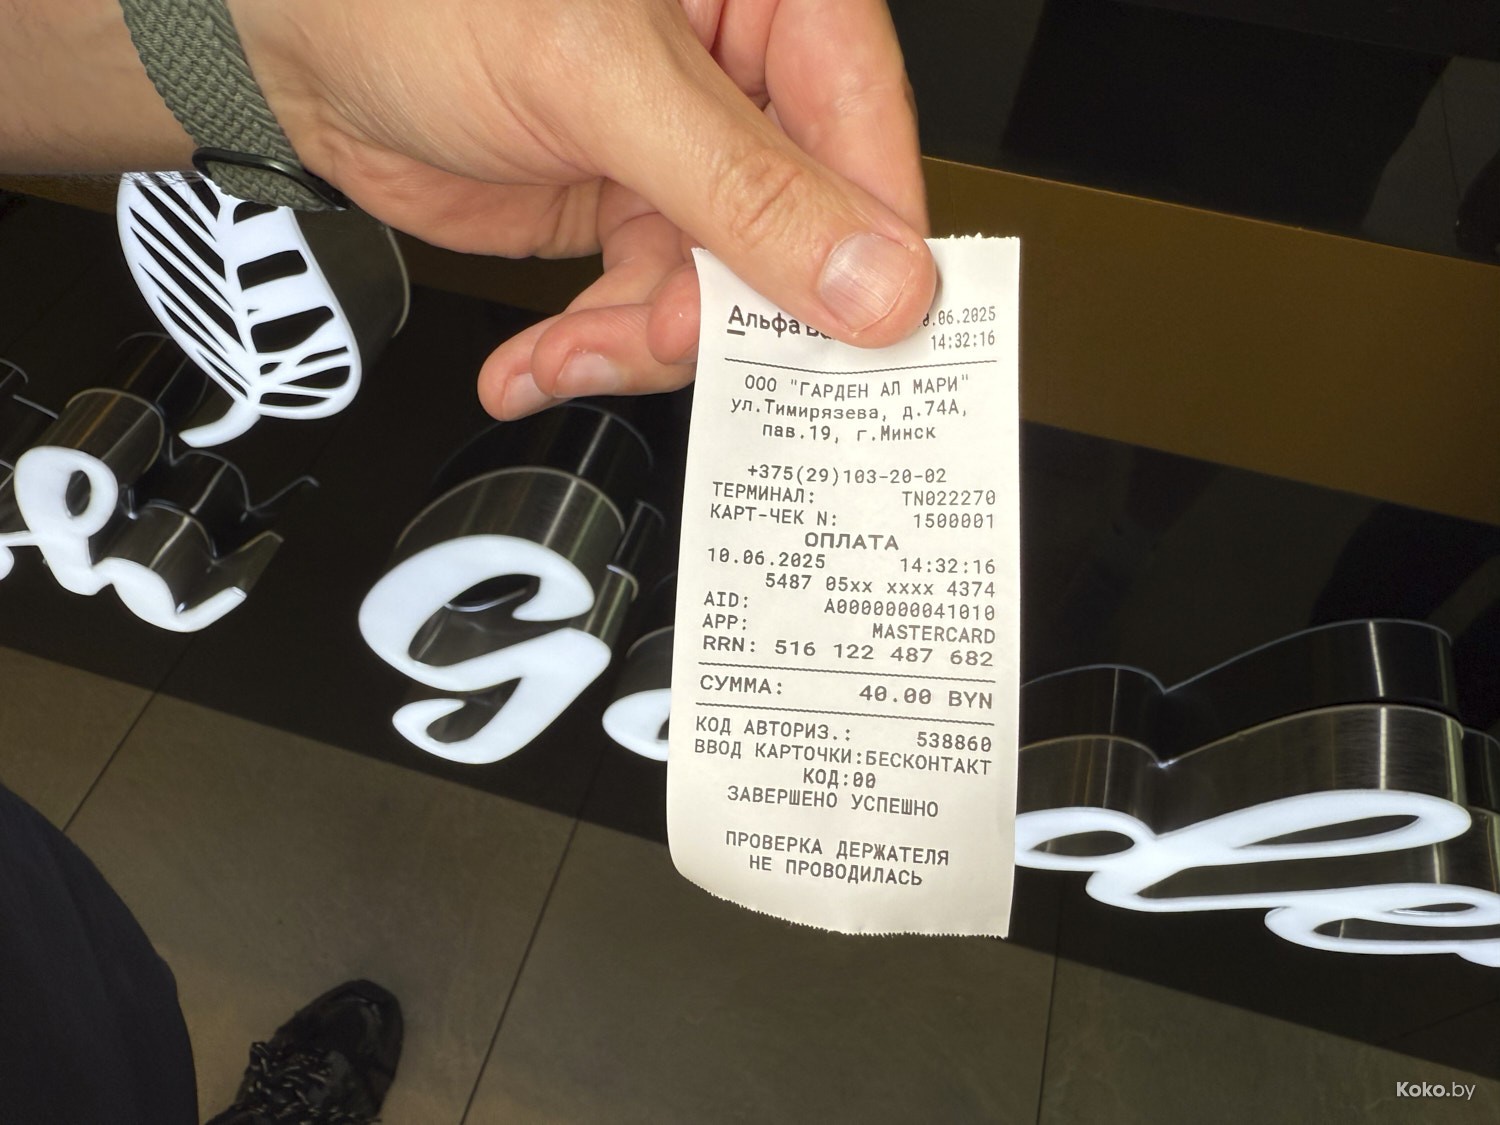 Альфа
.06.2025
14:32:16
ООО "ГАРДЕН АЛ МАРИ"
ул.Тимирязева, д.74А,
пав.19, г.Минск
+375(29)103-20-02
ТЕРМИНАЛ: TN022270
КАРТ-ЧЕК N: 1500001
ОПЛАТА
10.06.2025 14:32:16
5487 05xx xxxx 4374
AID: A0000000041010
APP: MASTERCARD
RRN: 516 122 487 682
СУММА: 40.00 BYN
КОД АВТОРИЗ.: 538860
ВВОД КАРТОЧКИ:БЕСКОНТАКТ
КОД:00
ЗАВЕРШЕНО УСПЕШНО
ПРОВЕРКА ДЕРЖАТЕЛЯ
НЕ ПРОВОДИЛАСЬ
Koko.by